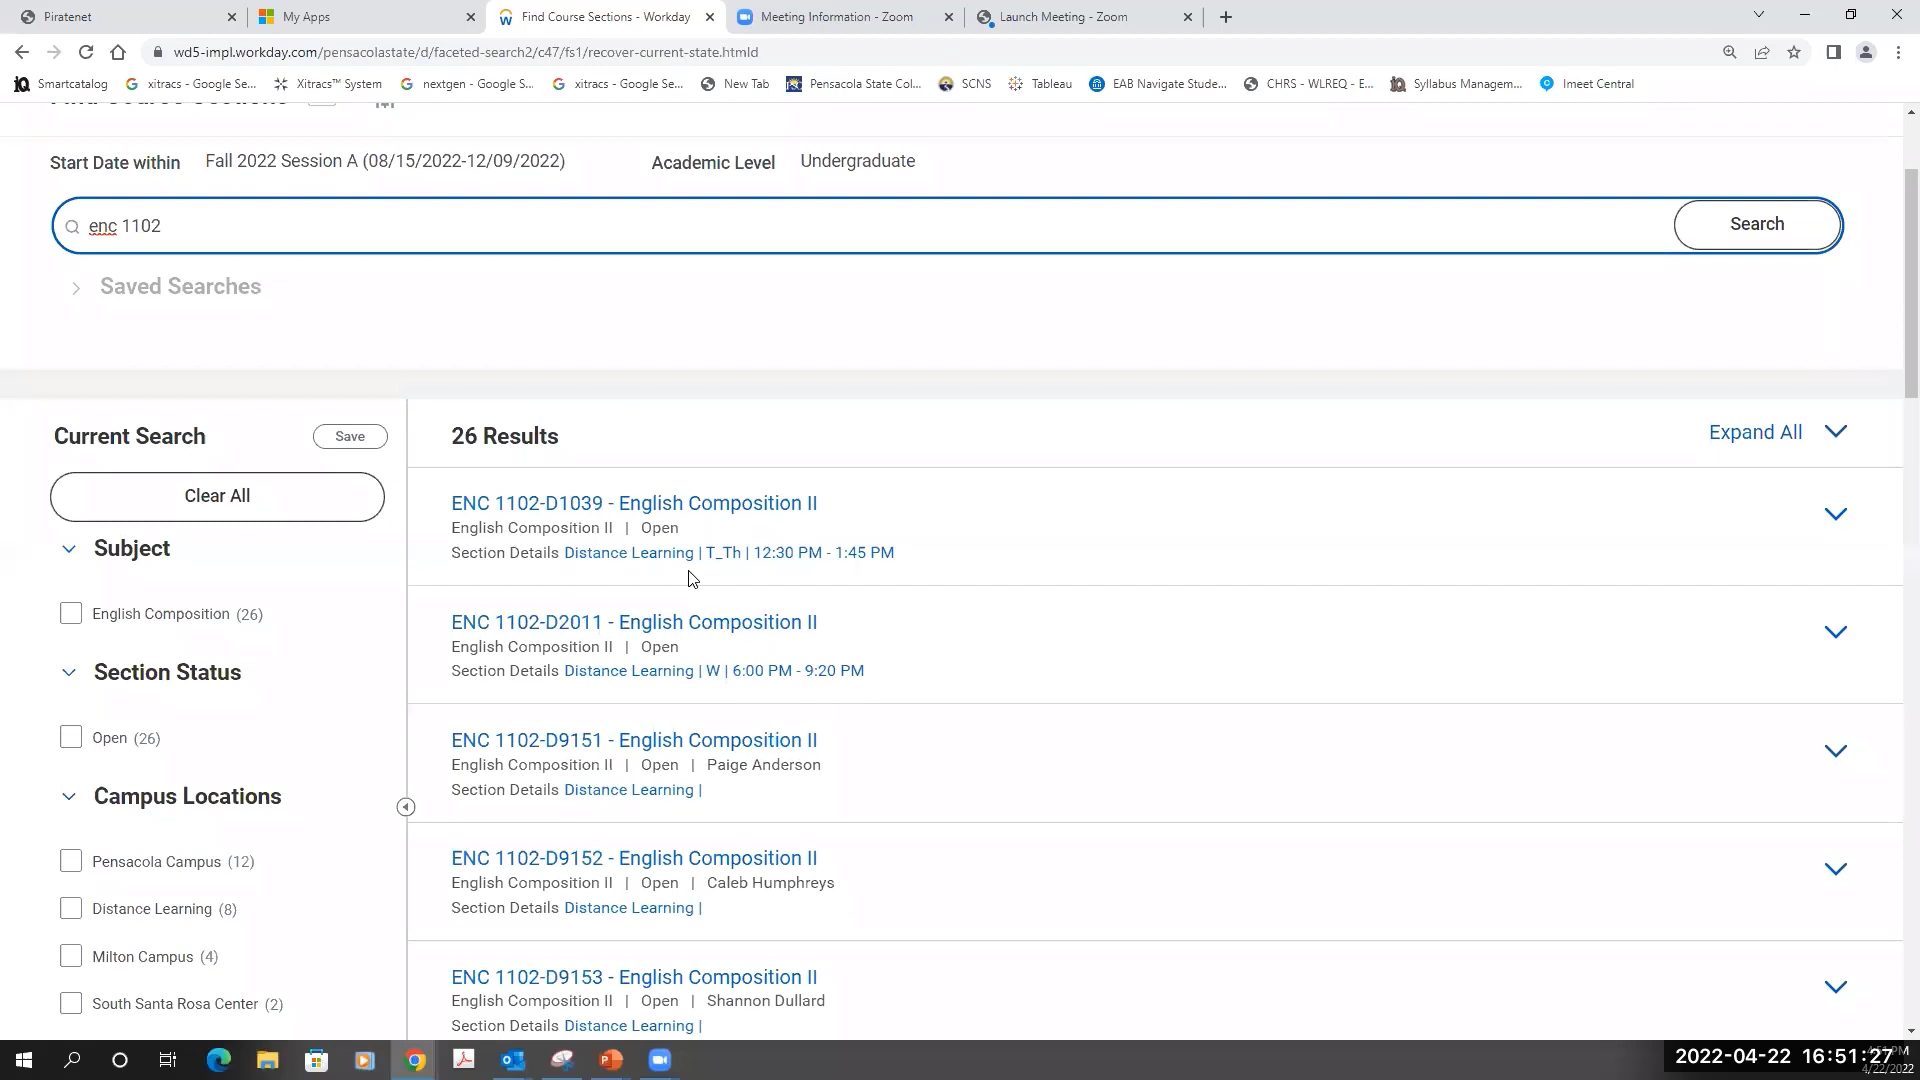 Piratenet
My Apps
Find Course Sections - Workday
Meeting Information - Zoom
Launch Meeting - Zoom
wd5-impl.workday.com/pensacolastate/d/faceted-search2/c47/fs1/recover-current-state.htmld
Smartcatalog
xitracs - Google Se...
Xitracs™ System
nextgen - Google S...
xitracs - Google Se...
New Tab
Pensacola State Col...
SCNS
Tableau
EAB Navigate Stude...
CHRS - WLREQ - E...
Syllabus Managem...
Imeet Central
Find Course Sections
Start Date within Fall 2022 Session A (08/15/2022-12/09/2022) Academic Level Undergraduate
enc 1102
Search
Saved Searches
Current Search
Save
Clear All
Subject
English Composition (26)
Section Status
Open (26)
Campus Locations
Pensacola Campus (12)
Distance Learning (8)
Milton Campus (4)
South Santa Rosa Center (2)
26 Results
Expand All
ENC 1102-D1039 - English Composition II
English Composition II | Open
Section Details Distance Learning | T_Th | 12:30 PM - 1:45 PM
ENC 1102-D2011 - English Composition II
English Composition II | Open
Section Details Distance Learning | W | 6:00 PM - 9:20 PM
ENC 1102-D9151 - English Composition II
English Composition II | Open | Paige Anderson
Section Details Distance Learning |
ENC 1102-D9152 - English Composition II
English Composition II | Open | Caleb Humphreys
Section Details Distance Learning |
ENC 1102-D9153 - English Composition II
English Composition II | Open | Shannon Dullard
Section Details Distance Learning |
2022-04-22 16:51:27
4/22/2022